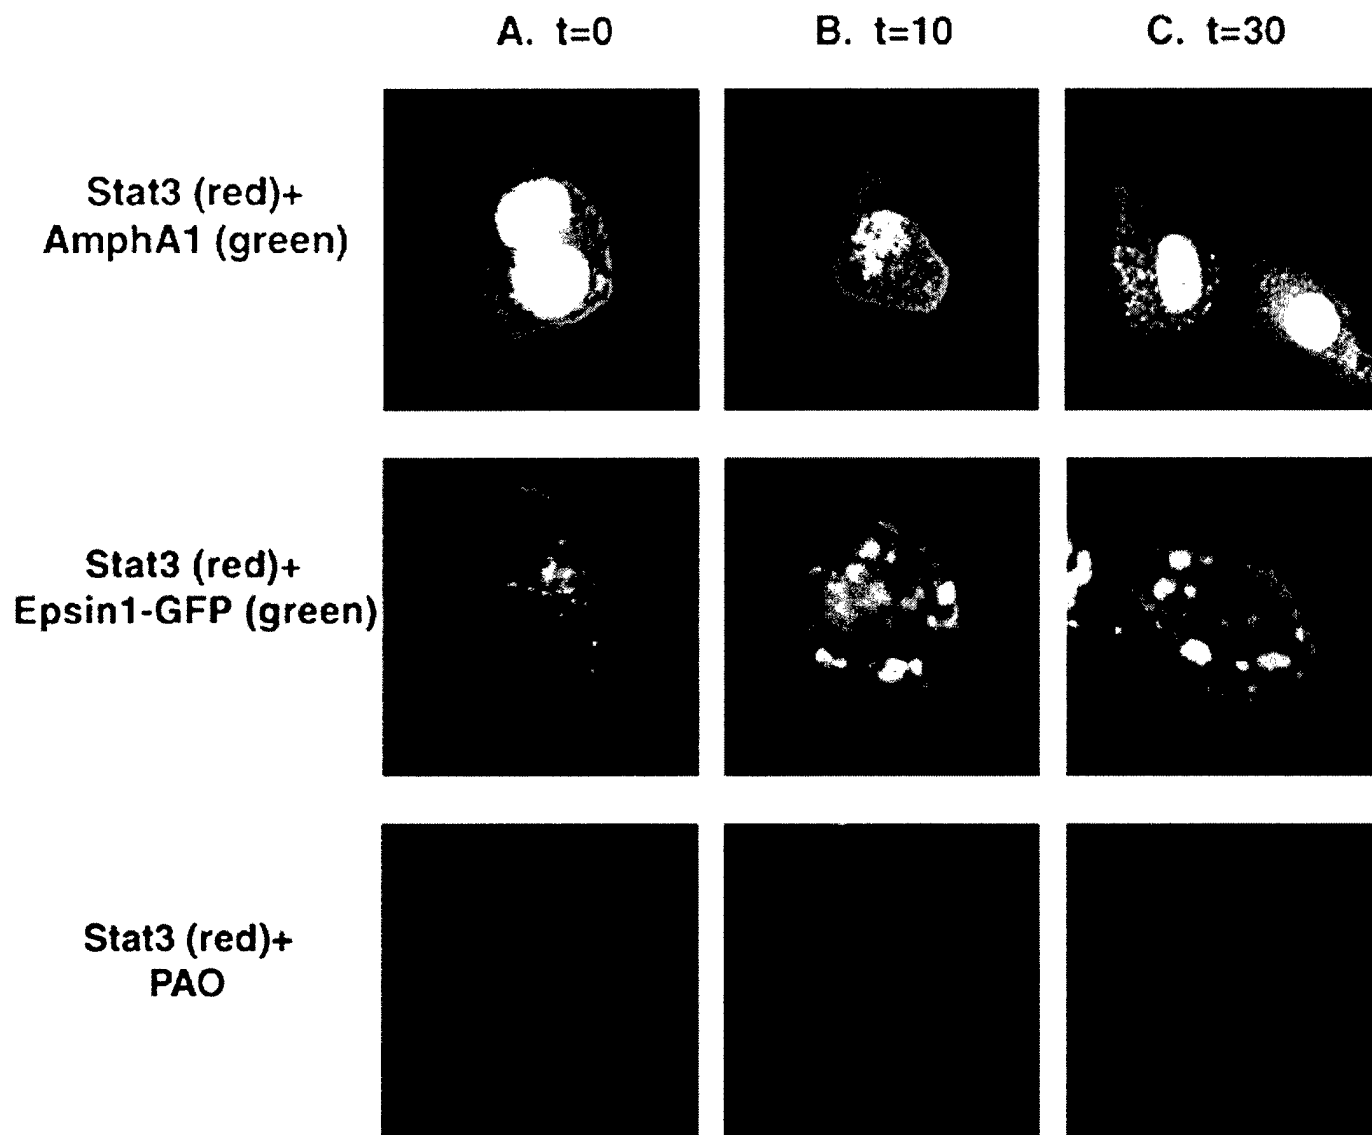 A. t=0 B. t=10 C. t=30
Stat3 (red)+
AmphA1 (green)
Stat3 (red)+
Epsin1-GFP (green)
Stat3 (red)+
PAO